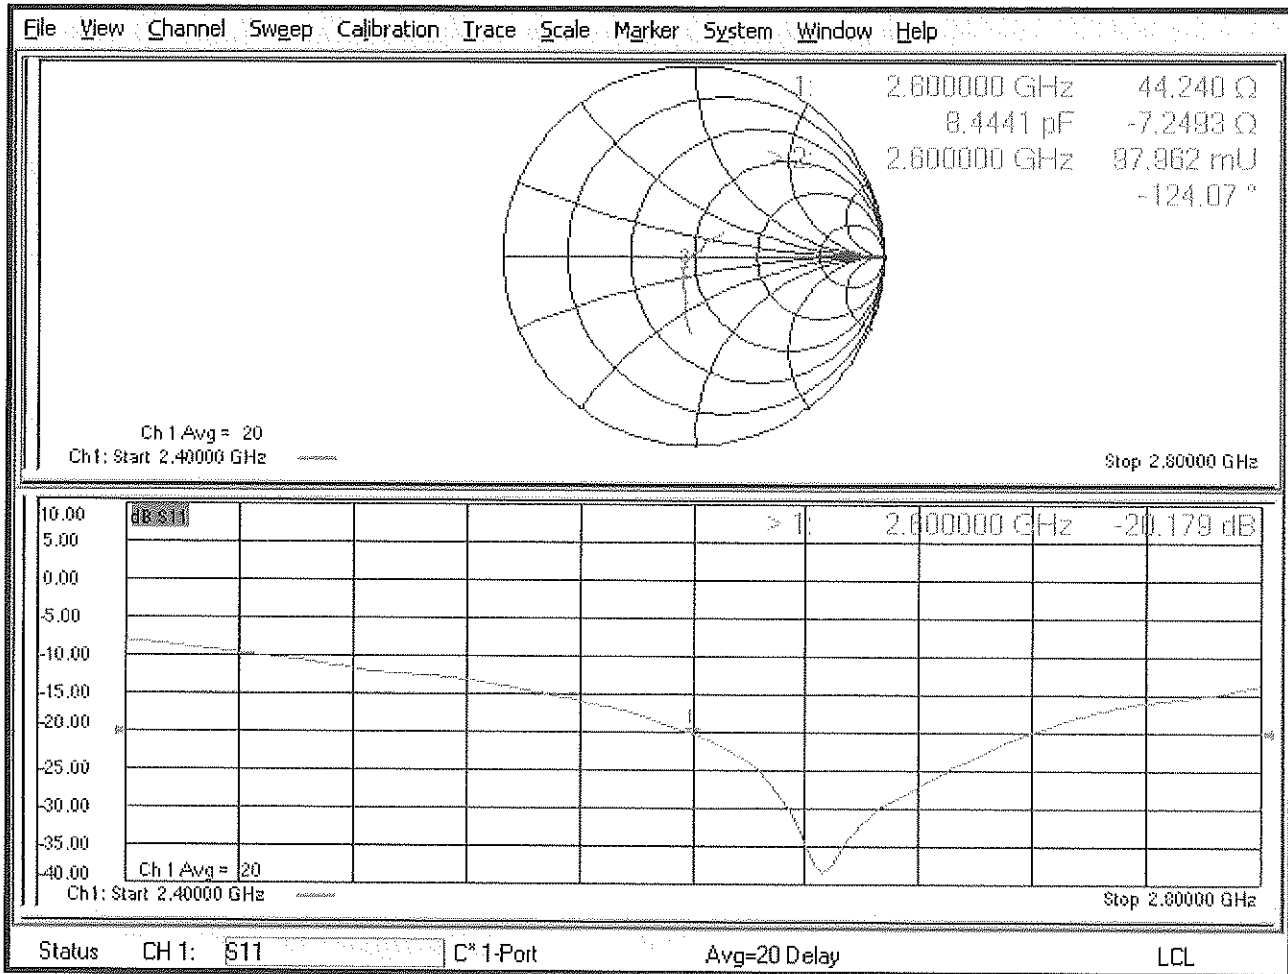 File View Channel Sweep Calibration Trace Scale Marker System Window Help
1: 2.600000 GHz 44.240 Ω
8.4441 pF -7.2493 Ω
> 2: 2.600000 GHz 97.962 mU
-124.07 °
Ch 1 Avg = 20
Ch1: Start 2.40000 GHz Stop 2.80000 GHz
10.00 dB S11 > 1: 2.600000 GHz -20.179 dB
5.00
0.00
-5.00
-10.00
-15.00
-20.00
-25.00
-30.00
-35.00
-40.00 Ch 1 Avg = 20
Ch1: Start 2.40000 GHz Stop 2.80000 GHz
Status CH 1: S11 C* 1-Port Avg=20 Delay LCL